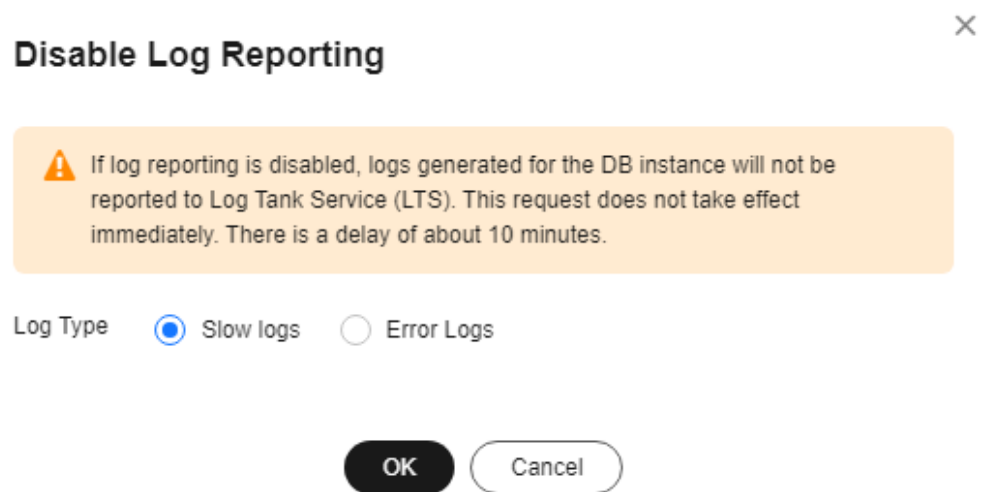 Disable Log Reporting
If log reporting is disabled, logs generated for the DB instance will not be
reported to Log Tank Service (LTS). This request does not take effect
immediately. There is a delay of about 10 minutes.
Log Type Slow logs Error Logs
OK Cancel